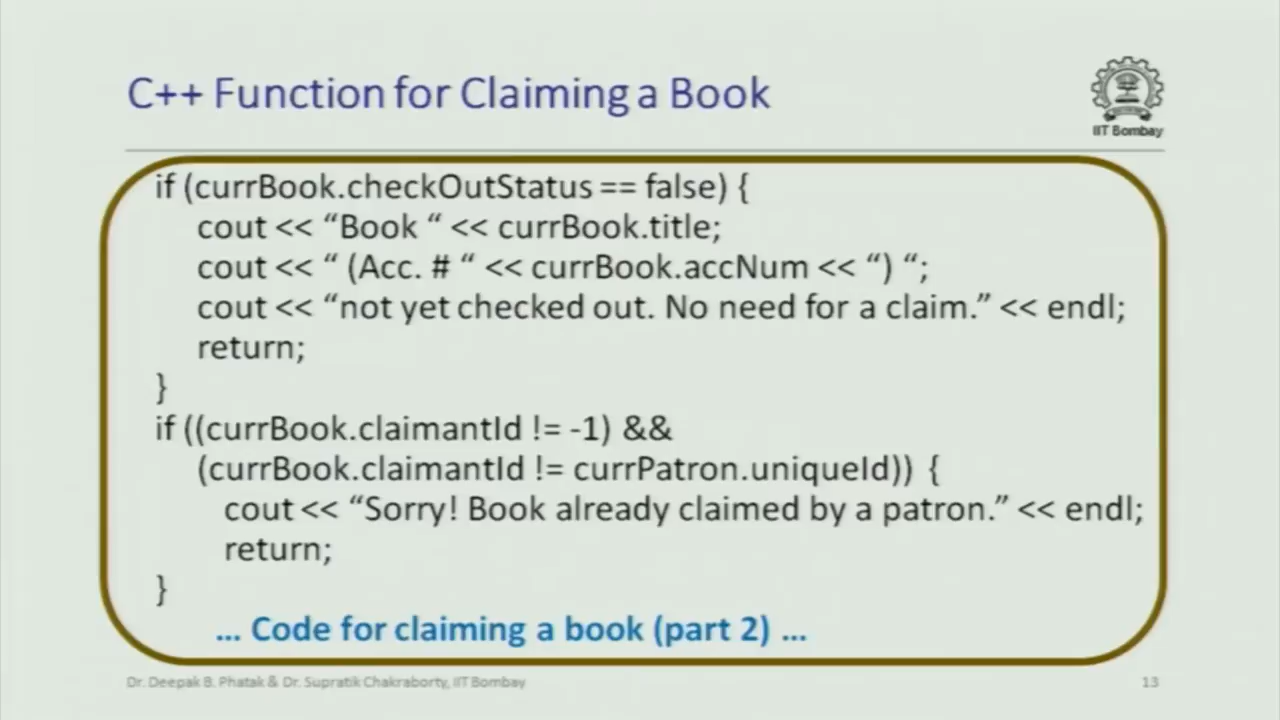 C++ Function for Claiming a Book
IIT Bombay
if (currBook.checkOutStatus == false) {
cout << “Book “ << currBook.title;
cout << “ (Acc. # “ << currBook.accNum << “) “;
cout << “not yet checked out. No need for a claim.” << endl;
return;
}
if ((currBook.claimantId != -1) &&
(currBook.claimantId != currPatron.uniqueId)) {
cout << “Sorry! Book already claimed by a patron.” << endl;
return;
}
... Code for claiming a book (part 2) ...
Dr. Deepak B. Phatak & Dr. Supratik Chakraborty, IIT Bombay
13